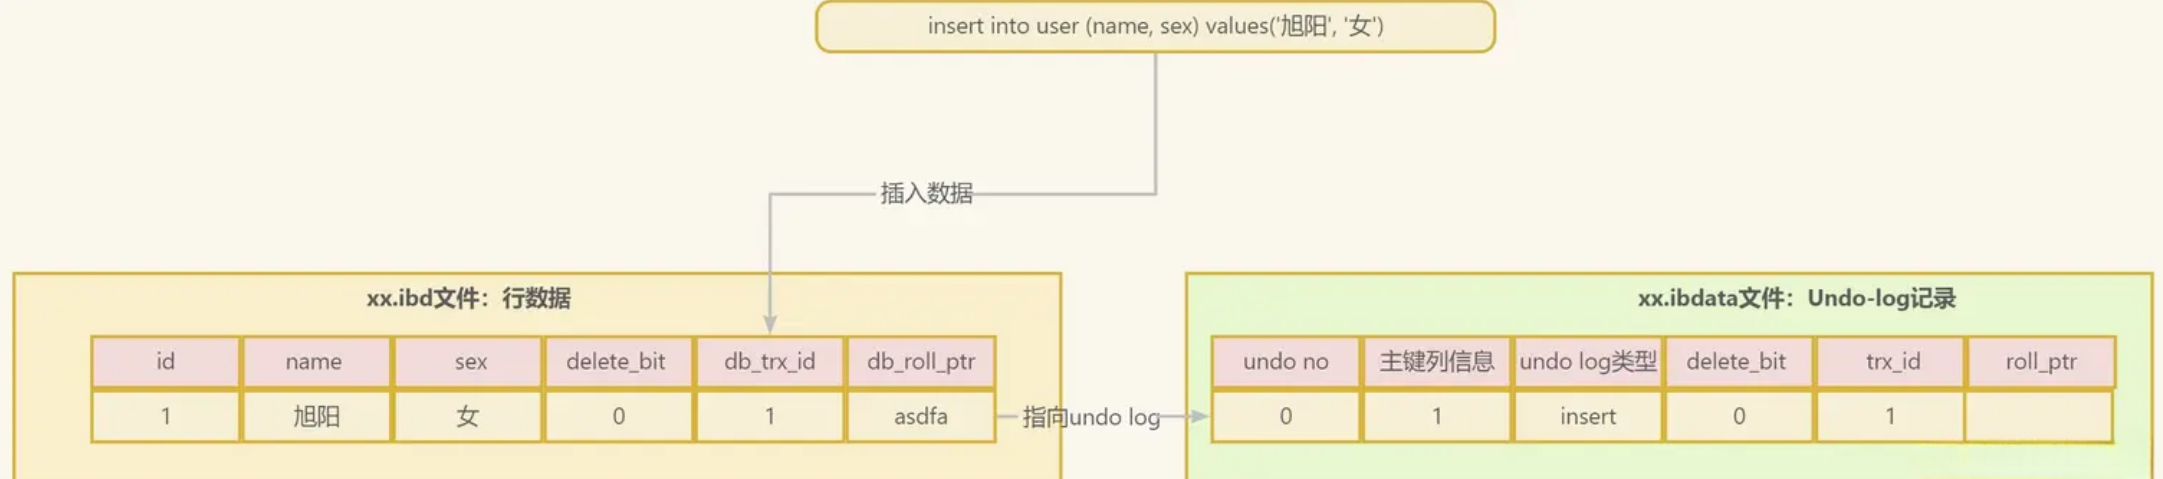 insert into user (name, sex) values('旭阳', '女')
插入数据
xx.ibd文件：行数据
id name sex delete_bit db_trx_id db_roll_ptr
1 旭阳 女 0 1 asdfa
指向undo log
xx.ibdata文件：Undo-log记录
undo no 主键列信息 undo log类型 delete_bit trx_id roll_ptr
0 1 insert 0 1